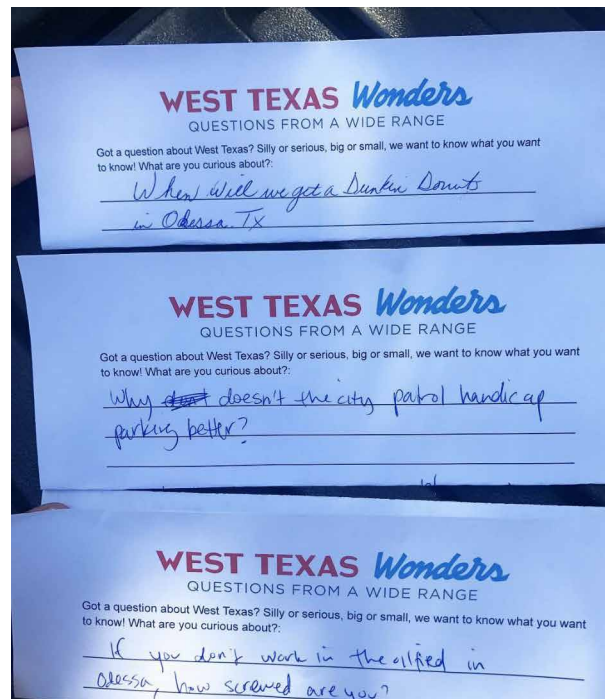 WEST TEXAS Wonders
QUESTIONS FROM A WIDE RANGE
Got a question about West Texas? Silly or serious, big or small, we want to know what you want
to know! What are you curious about?:
When will we get a Dunkin Donuts
in Odessa. TX
WEST TEXAS Wonders
QUESTIONS FROM A WIDE RANGE
Got a question about West Texas? Silly or serious, big or small, we want to know what you want
to know! What are you curious about?:
Why doesn't the city patrol handicap
parking better?
WEST TEXAS Wonders
QUESTIONS FROM A WIDE RANGE
Got a question about West Texas? Silly or serious, big or small, we want to know what you want
to know! What are you curious about?:
If you don't work in the oilfied in
Odessa, how screwed are you?